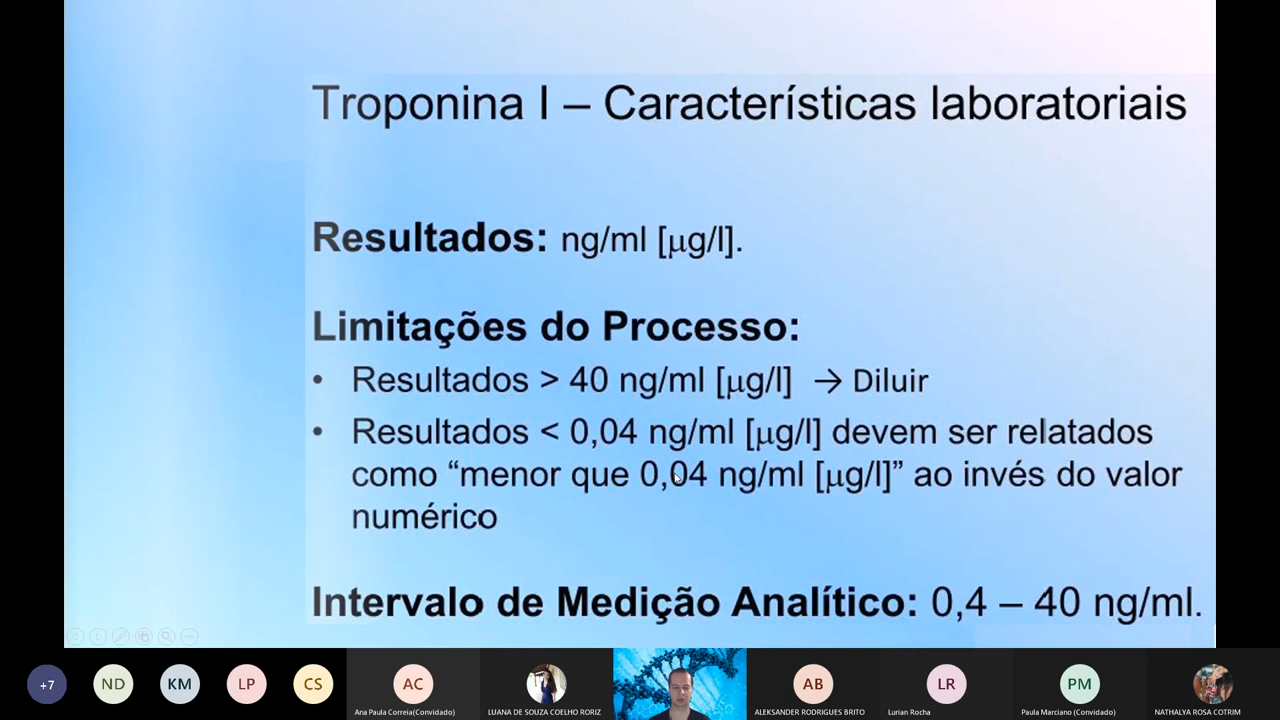 Troponina I – Características laboratoriais
Resultados: ng/ml [μg/l].
Limitações do Processo:
• Resultados > 40 ng/ml [μg/l] → Diluir
• Resultados < 0,04 ng/ml [μg/l] devem ser relatados
como “menor que 0,04 ng/ml [μg/l]” ao invés do valor
numérico
Intervalo de Medição Analítico: 0,4 – 40 ng/ml.
+7
ND
KM
LP
CS
AC
AB
LR
PM
Ana Paula Correia(Convidado)
LUANA DE SOUZA COELHO RORIZ
ALEKSANDER RODRIGUES BRITO
Lurian Rocha
Paula Marciano (Convidado)
NATHALYA ROSA COTRIM